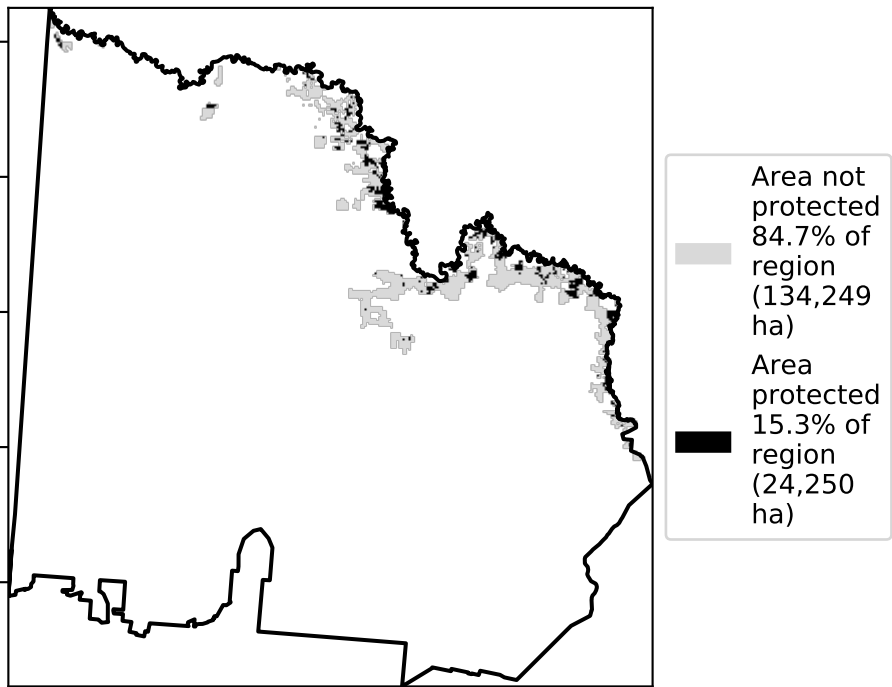 Area not
protected
84.7% of
region
(134,249
ha)
Area
protected
15.3% of
region
(24,250
ha)